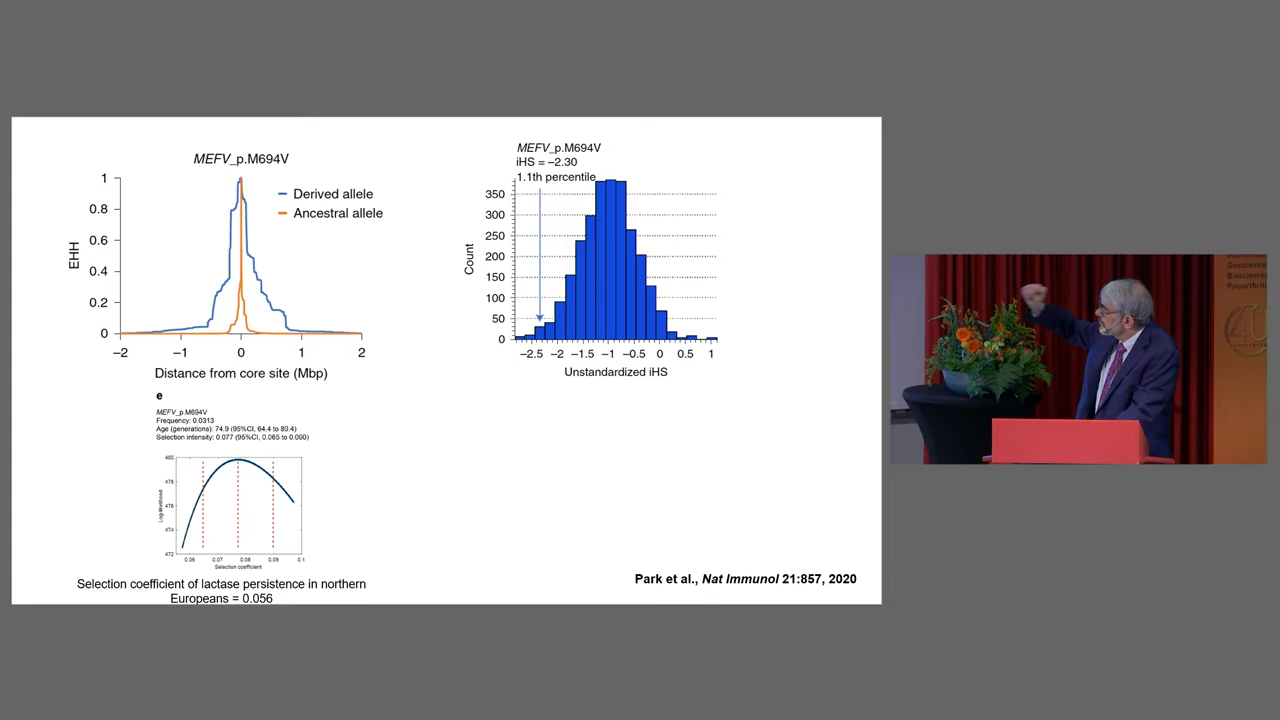 MEFV_p.M694V
1
0.8
0.6
0.4
0.2
0
EHH
Derived allele
Ancestral allele
−2
−1
0
1
2
Distance from core site (Mbp)
MEFV_p.M694V
iHS = −2.30
1.1th percentile
350
300
250
200
150
100
50
0
Count
−2.5
−2
−1.5
−1
−0.5
0
0.5
1
Unstandardized iHS
e
MEFV_p.M694V
Frequency: 0.0313
Age (generations): 74.9 (95%CI, 64.4 to 89.4)
Selection intensity: 0.077 (95%CI, 0.065 to 0.090)
480
478
476
474
472
Log-likelihood
0.06
0.07
0.08
0.09
0.1
Selection coefficient
Selection coefficient of lactase persistence in northern
Europeans = 0.056
Park et al., Nat Immunol 21:857, 2020
Geoscience
Bioscience
Polyarthri